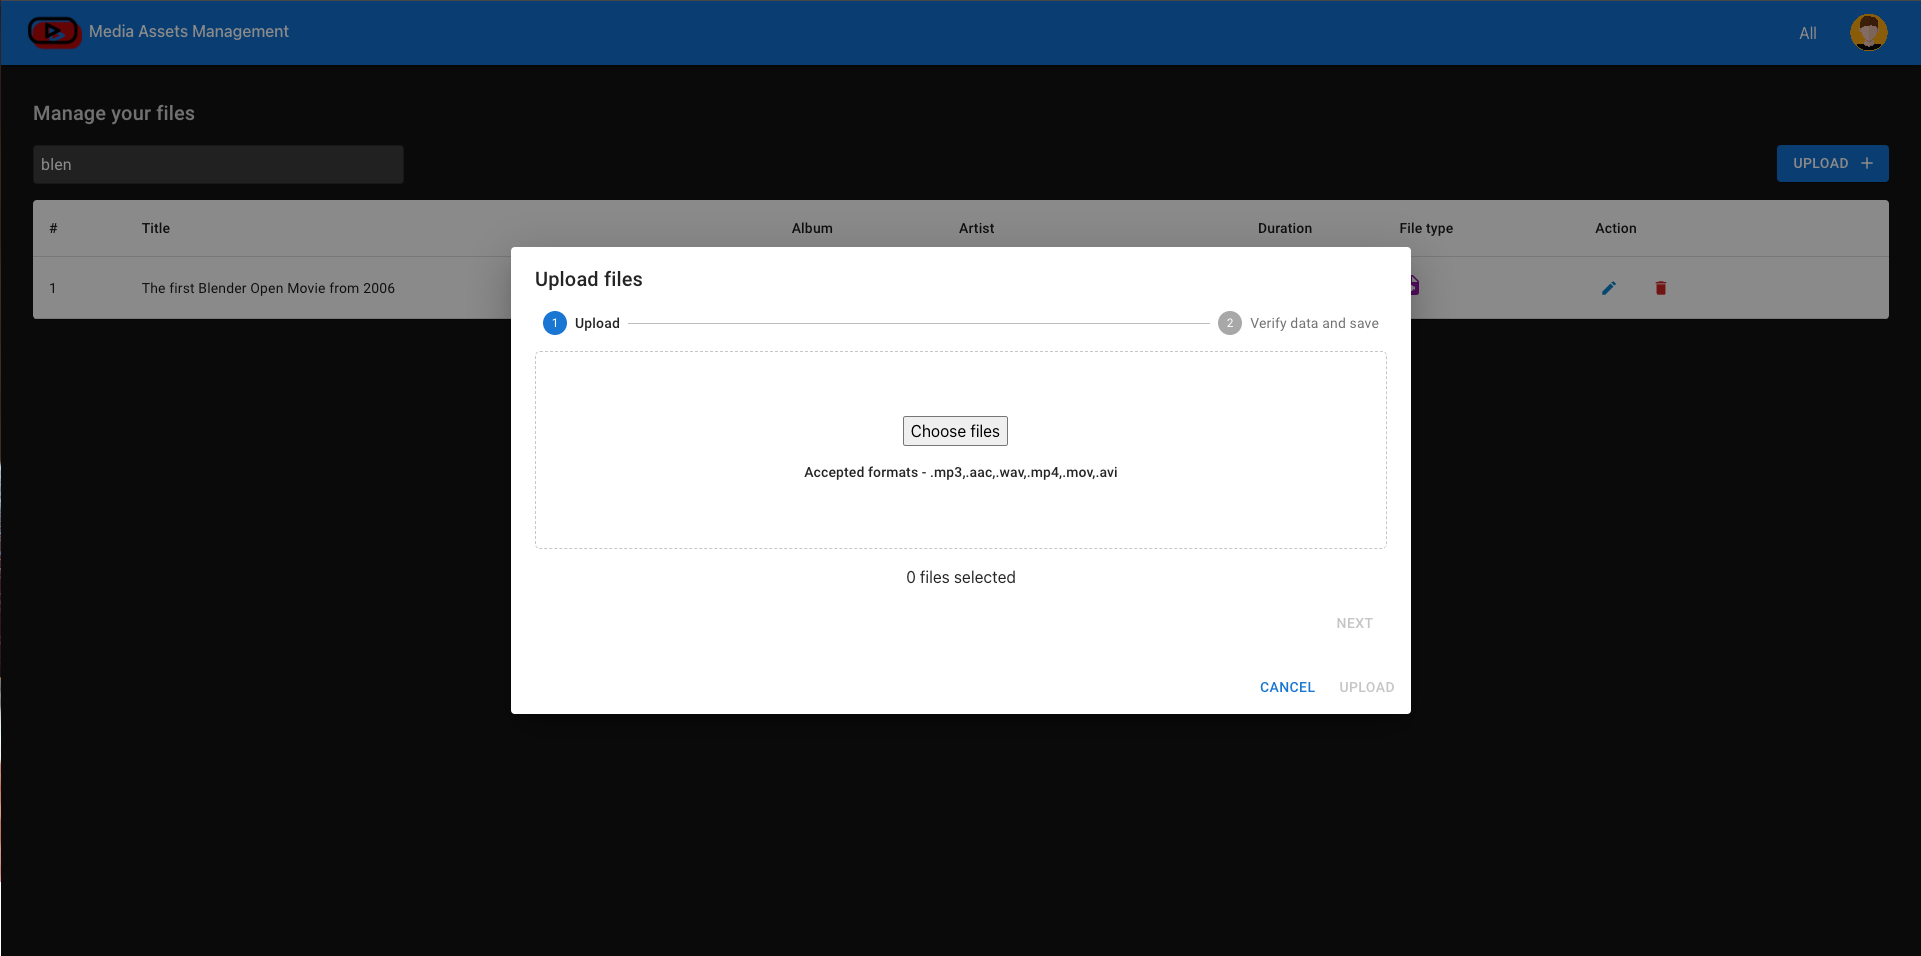 Media Assets Management
All
Manage your files
blen
UPLOAD +
# Title Album Artist Duration File type Action
1 The first Blender Open Movie from 2006
Upload files
1 Upload 2 Verify data and save
Choose files
Accepted formats - .mp3,.aac,.wav,.mp4,.mov,.avi
0 files selected
NEXT
CANCEL UPLOAD